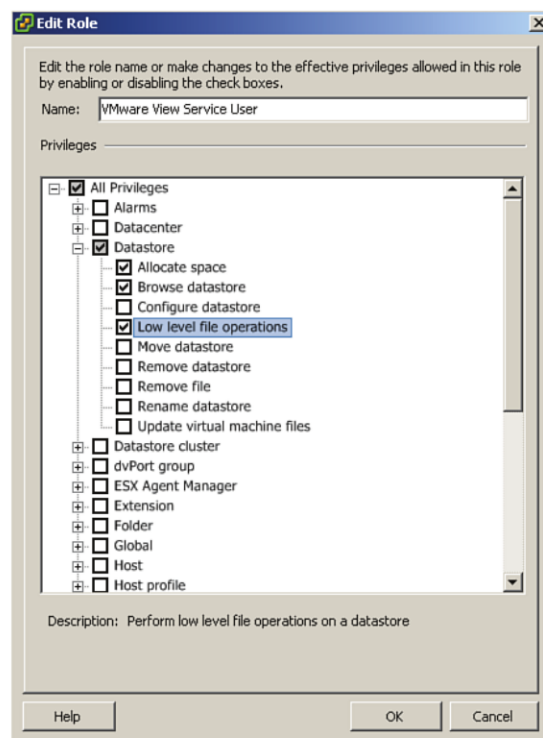 Edit Role
Edit the role name or make changes to the effective privileges allowed in this role
by enabling or disabling the check boxes.
Name: VMware View Service User
Privileges
All Privileges
Alarms
Datacenter
Datastore
Allocate space
Browse datastore
Configure datastore
Low level file operations
Move datastore
Remove datastore
Remove file
Rename datastore
Update virtual machine files
Datastore cluster
dvPort group
ESX Agent Manager
Extension
Folder
Global
Host
Host profile
Description: Perform low level file operations on a datastore
Help OK Cancel